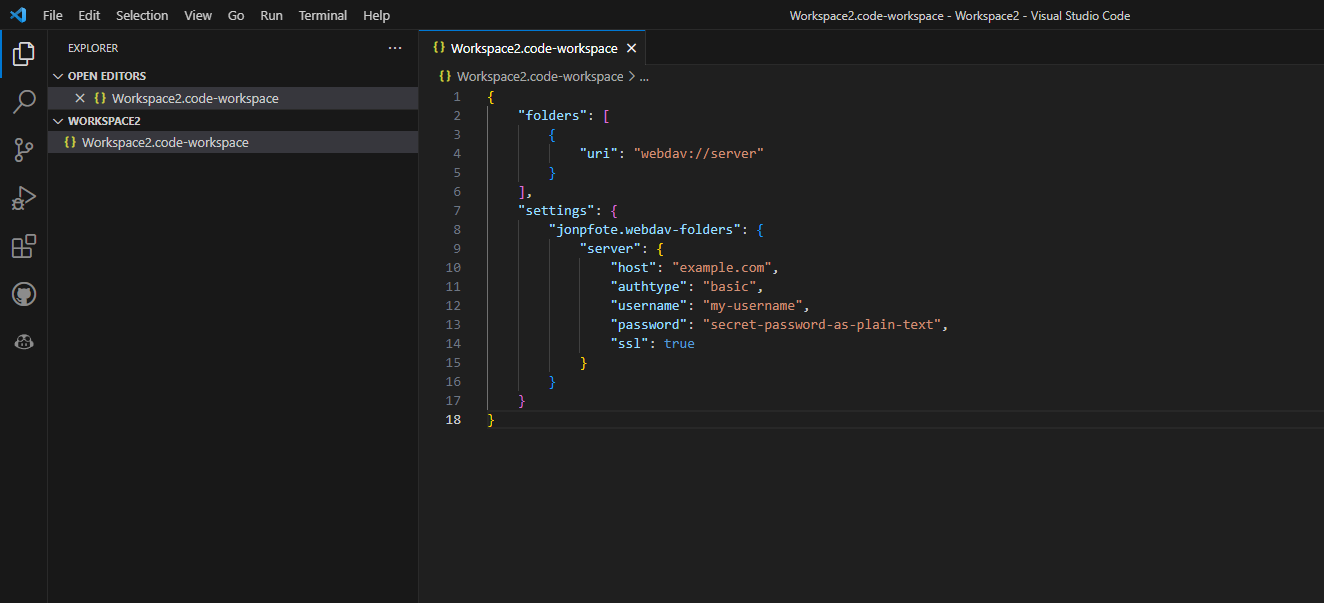 File Edit Selection View Go Run Terminal Help
Workspace2.code-workspace - Workspace2 - Visual Studio Code
EXPLORER ...
OPEN EDITORS
{} Workspace2.code-workspace
WORKSPACE2
{} Workspace2.code-workspace
{} Workspace2.code-workspace
{} Workspace2.code-workspace > ...
1 {
2 "folders": [
3 {
4 "uri": "webdav://server"
5 }
6 ],
7 "settings": {
8 "jonpfote.webdav-folders": {
9 "server": {
10 "host": "example.com",
11 "authtype": "basic",
12 "username": "my-username",
13 "password": "secret-password-as-plain-text",
14 "ssl": true
15 }
16 }
17 }
18 }